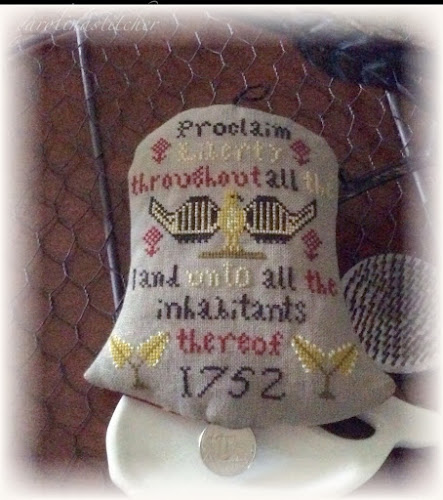 Proclaim
Liberty
throughout all the
land unto all the
inhabitants
thereof
1752